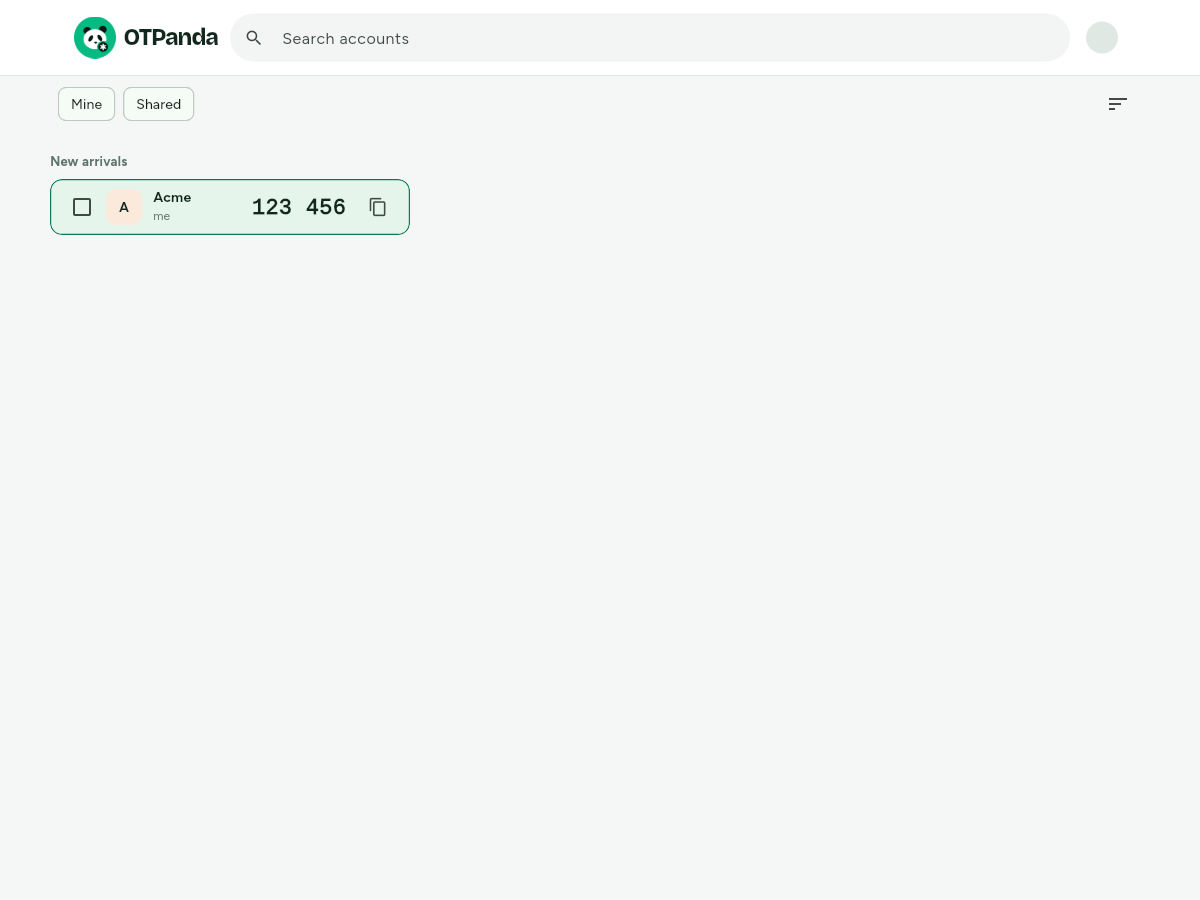 OTPanda
Search accounts
Mine
Shared
New arrivals
A
Acme
me
123 456